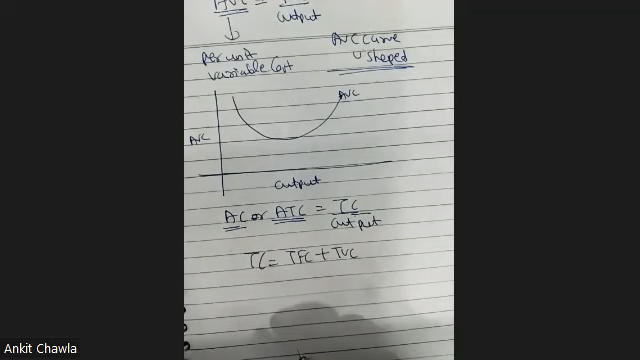 AVC =
output
per unit
variable Cost
AVC Curve
U Shaped
AVC
AVC
output
AC or ATC = TC
output
TC = TFC + TVC
Ankit Chawla